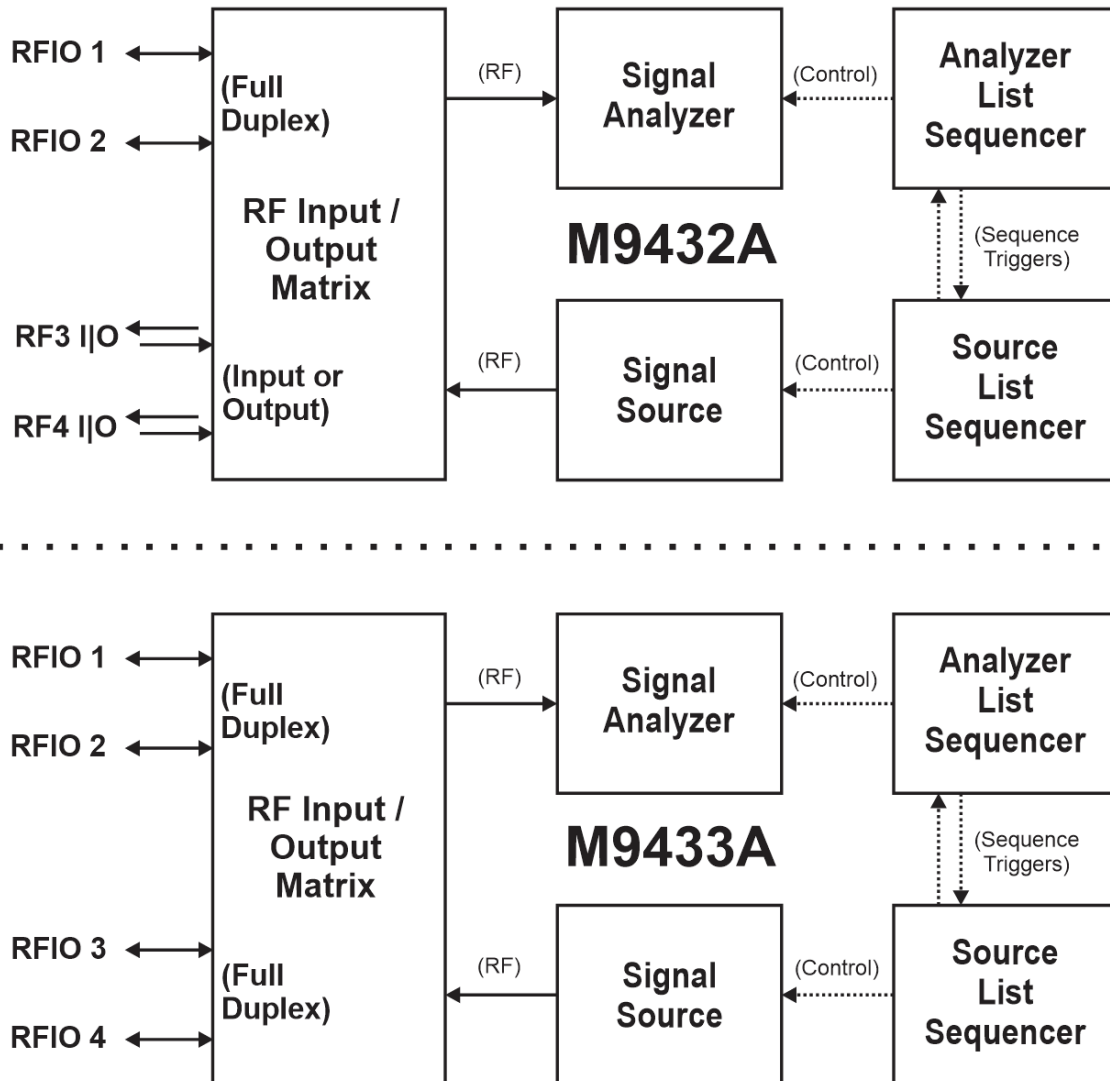 RFIO 1
RFIO 2
RF3 I|O
RF4 I|O
(Full
Duplex)
RF Input /
Output
Matrix
(Input or
Output)
(RF)
(RF)
Signal
Analyzer
M9432A
Signal
Source
(Control)
(Control)
Analyzer
List
Sequencer
(Sequence
Triggers)
Source
List
Sequencer
RFIO 1
RFIO 2
RFIO 3
RFIO 4
(Full
Duplex)
RF Input /
Output
Matrix
(Full
Duplex)
(RF)
(RF)
Signal
Analyzer
M9433A
Signal
Source
(Control)
(Control)
Analyzer
List
Sequencer
(Sequence
Triggers)
Source
List
Sequencer